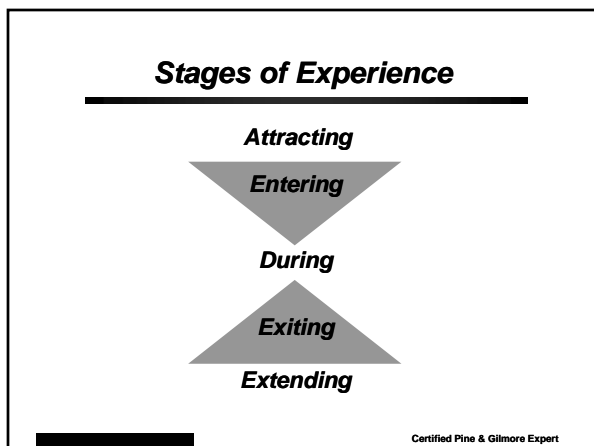 Stages of Experience
Attracting
Entering
During
Exiting
Extending
Certified Pine & Gilmore Expert